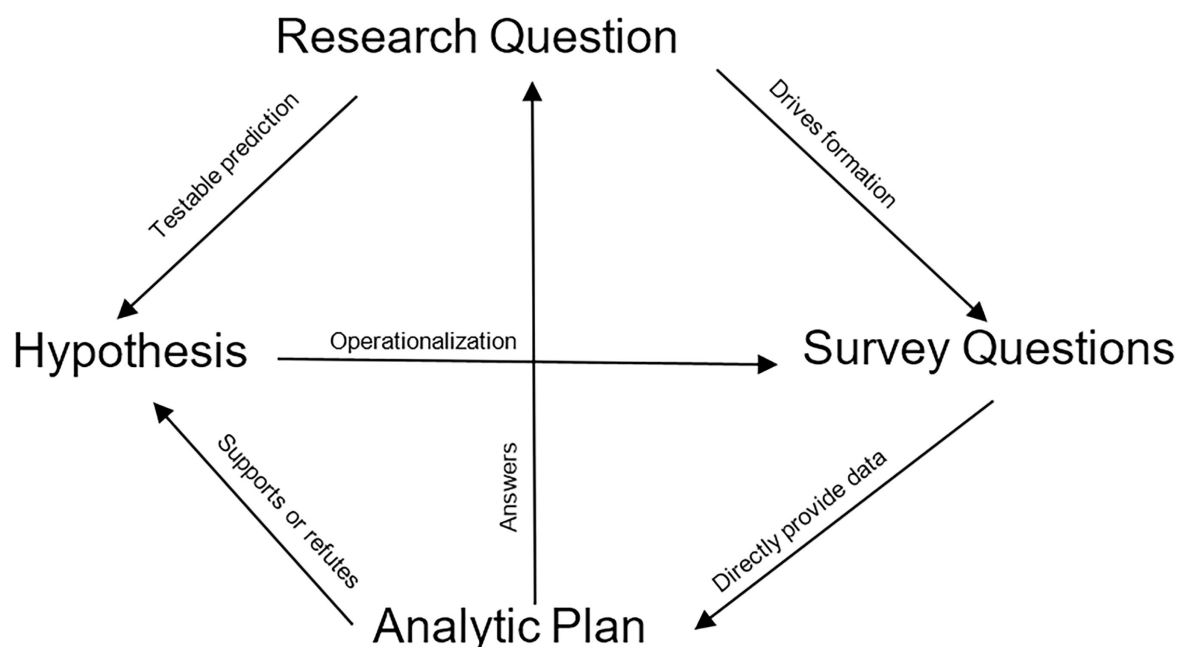 Research Question
Testable prediction
Drives formation
Hypothesis
Operationalization
Survey Questions
Supports or refutes
Answers
Directly provide data
Analytic Plan